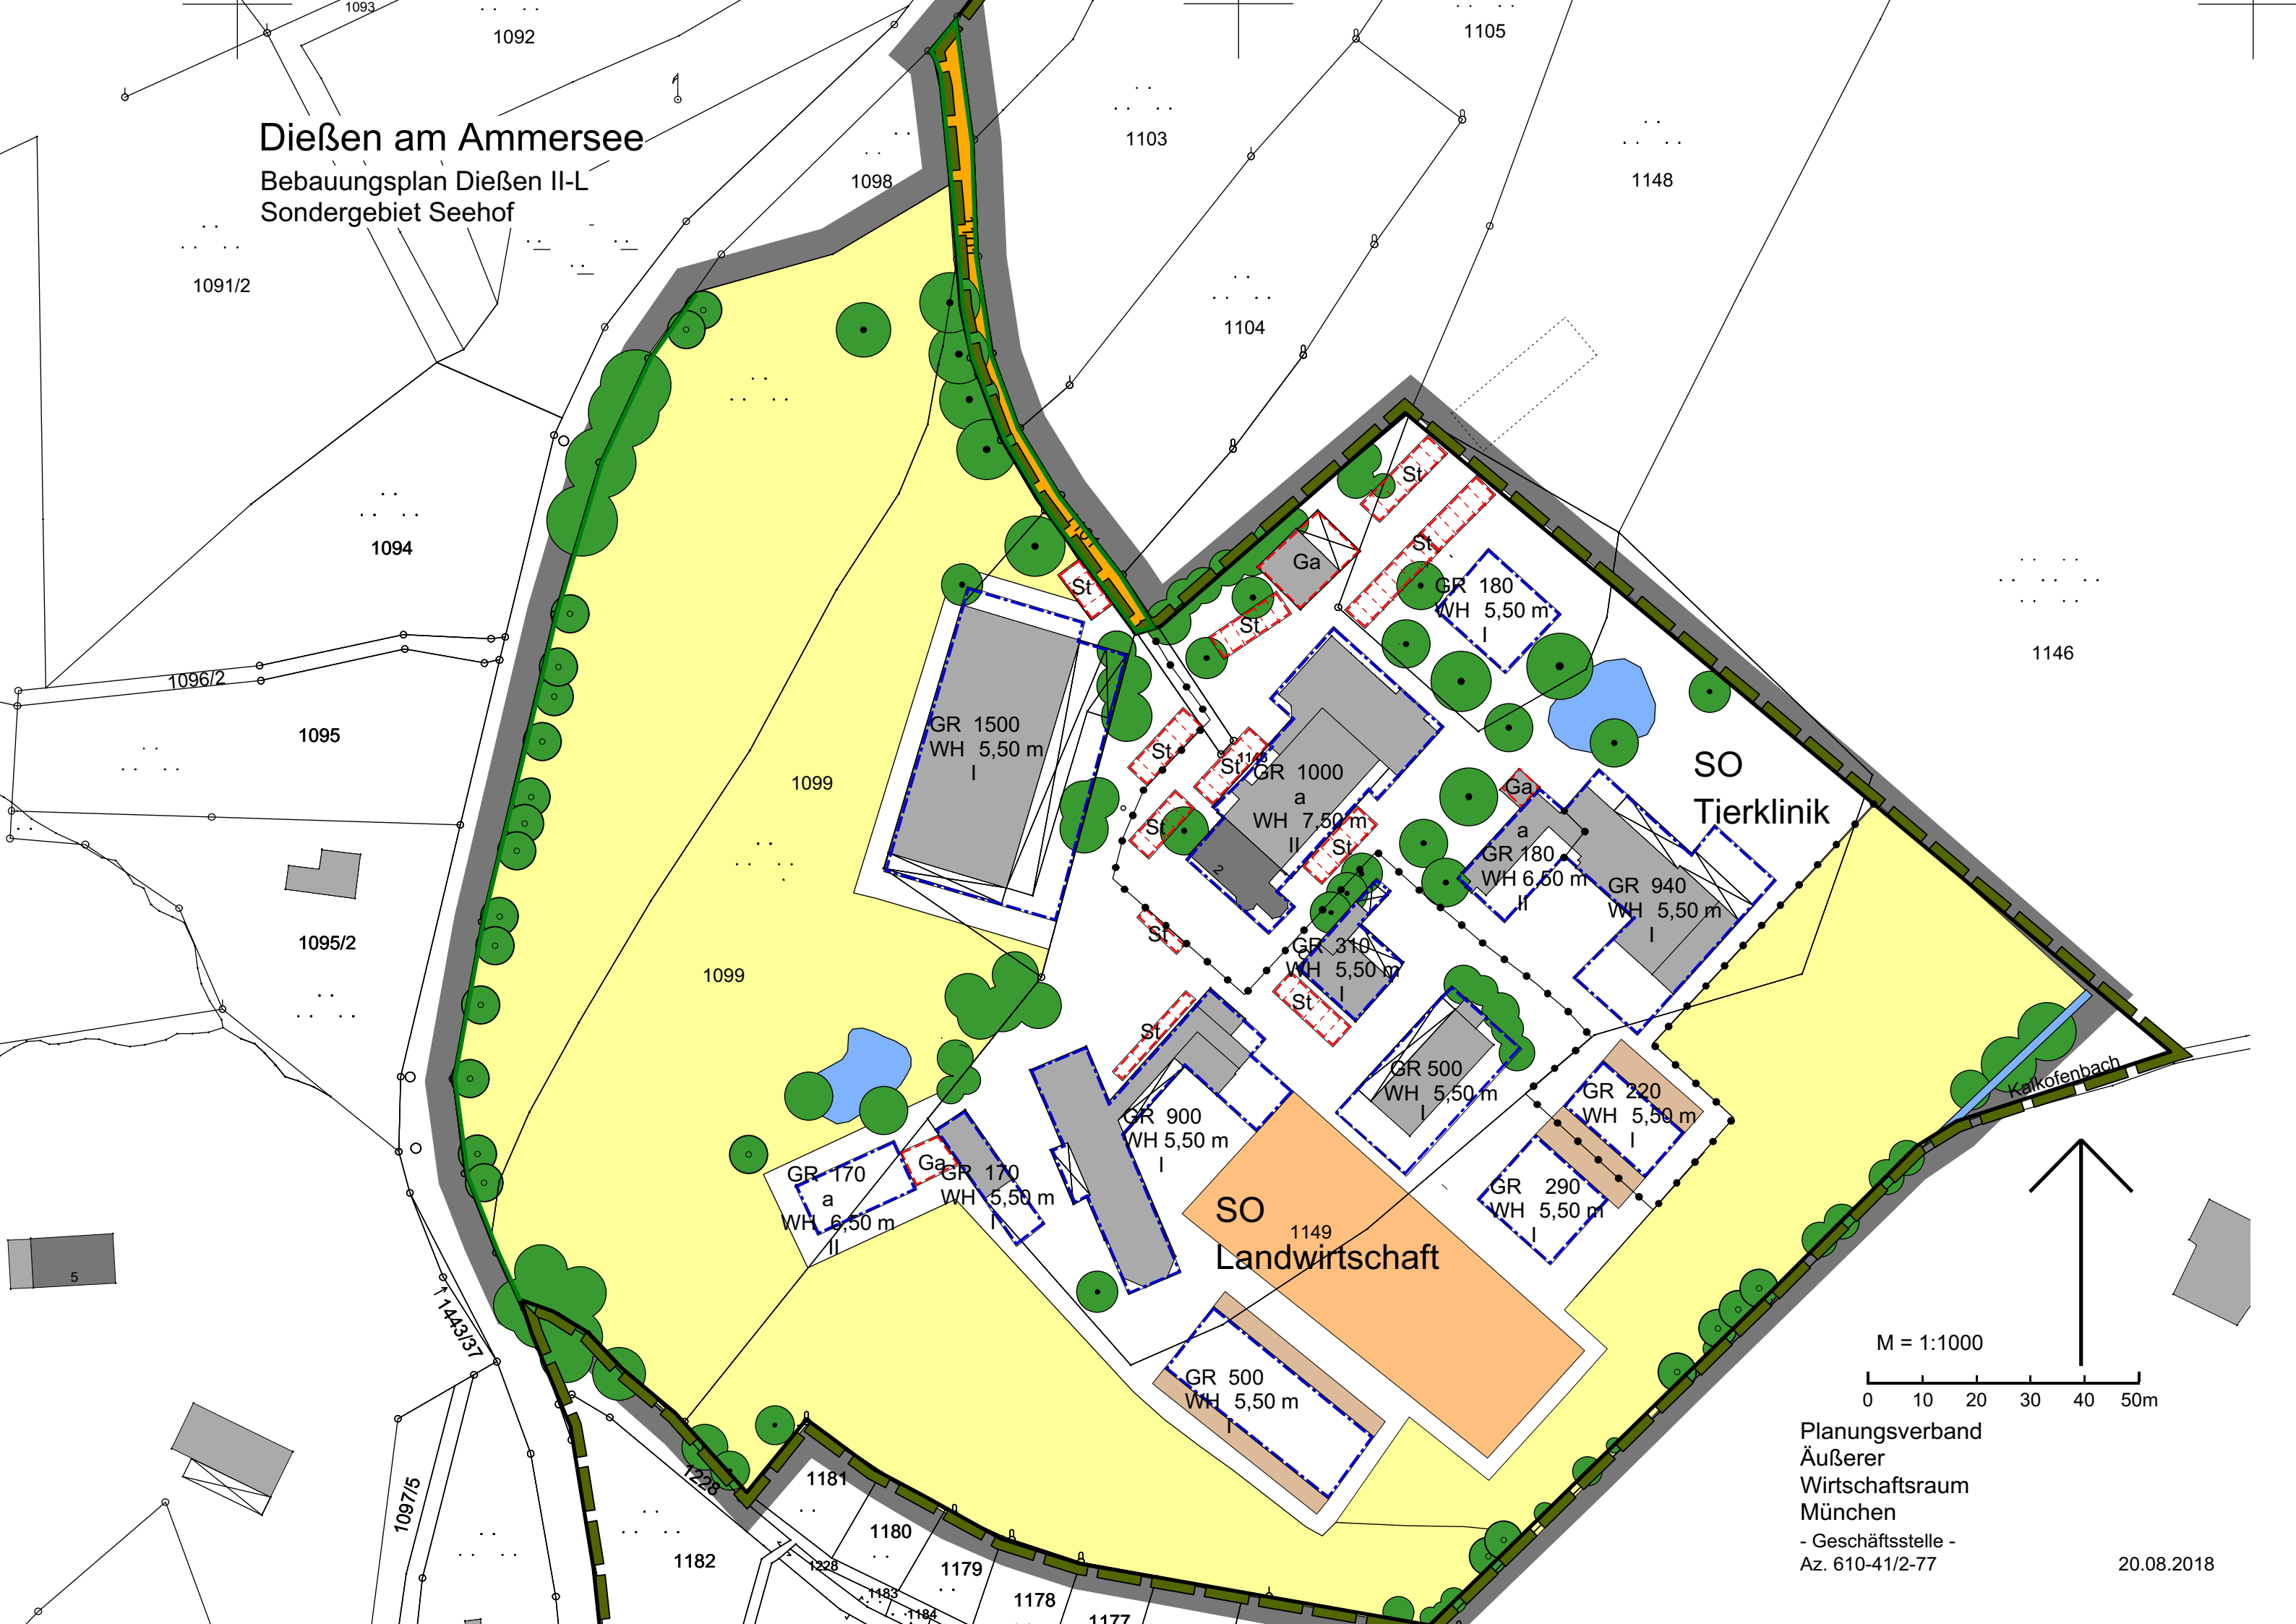 1093
1092
1105
Dießen am Ammersee
Bebauungsplan Dießen II-L
Sondergebiet Seehof
1103
1098
1148
1091/2
1104
1094
1146
1096/2
1095
1095/2
1099
1099
St
St
St
St
Ga
GR 180
WH 5,50 m
I
GR 1500
WH 5,50 m
I
St
St
St
St
St
GR 1000
a
WH 7,50 m
II
2
SO
Tierklinik
Ga
a
GR 180
WH 6,50 m
II
GR 940
WH 5,50 m
I
GR 310
WH 5,50 m
I
St
St
GR 500
WH 5,50 m
I
GR 220
WH 5,50 m
I
Kalkofenbach
GR 900
WH 5,50 m
I
GR 170
a
WH 6,50 m
II
Ga
GR 170
WH 5,50 m
I
GR 290
WH 5,50 m
I
SO
1149
Landwirtschaft
5
1443/37
GR 500
WH 5,50 m
I
M = 1:1000
0 10 20 30 40 50m
Planungsverband
Äußerer
Wirtschaftsraum
München
- Geschäftsstelle -
Az. 610-41/2-77
20.08.2018
1097/5
1228
1181
1180
1182
1179
1228
1183
1178
1184
1177